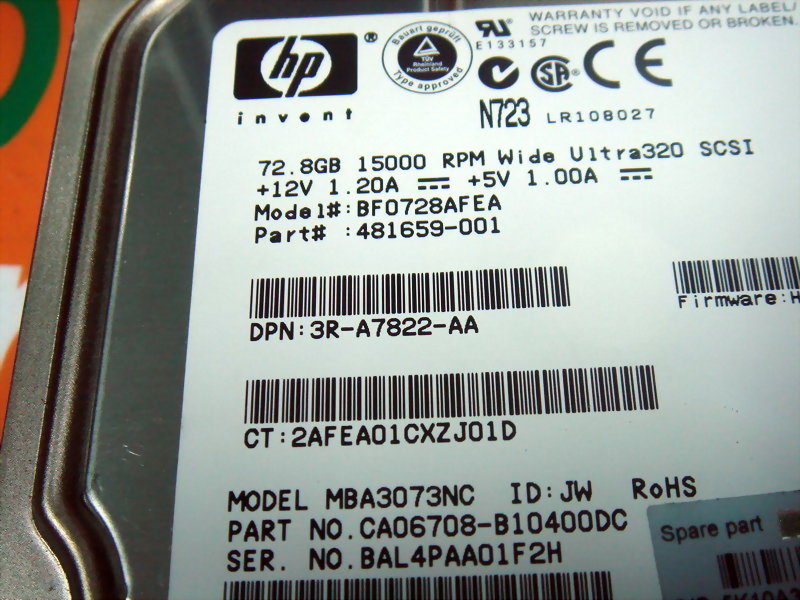 hp
®
invent
Bauart geprüft
TÜV
Rheinland
Product Safety
Type approved
E133157
WARRANTY VOID IF ANY LABEL/
SCREW IS REMOVED OR BROKEN.
N723 LR108027
72.8GB 15000 RPM Wide Ultra320 SCSI
+12V 1.20A +5V 1.00A
Model#:BF0728AFEA
Part# :481659-001
Firmware:H
DPN:3R-A7822-AA
CT:2AFEA01CXZJ01D
MODEL MBA3073NC ID:JW RoHS
PART NO.CA06708-B10400DC
SER. NO.BAL4PAA01F2H
Spare part